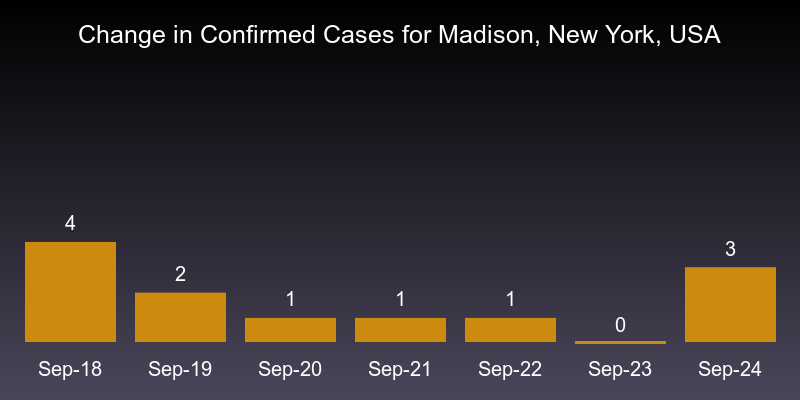 Change in Confirmed Cases for Madison, New York, USA
4
2
1
1
1
0
3
Sep-18
Sep-19
Sep-20
Sep-21
Sep-22
Sep-23
Sep-24